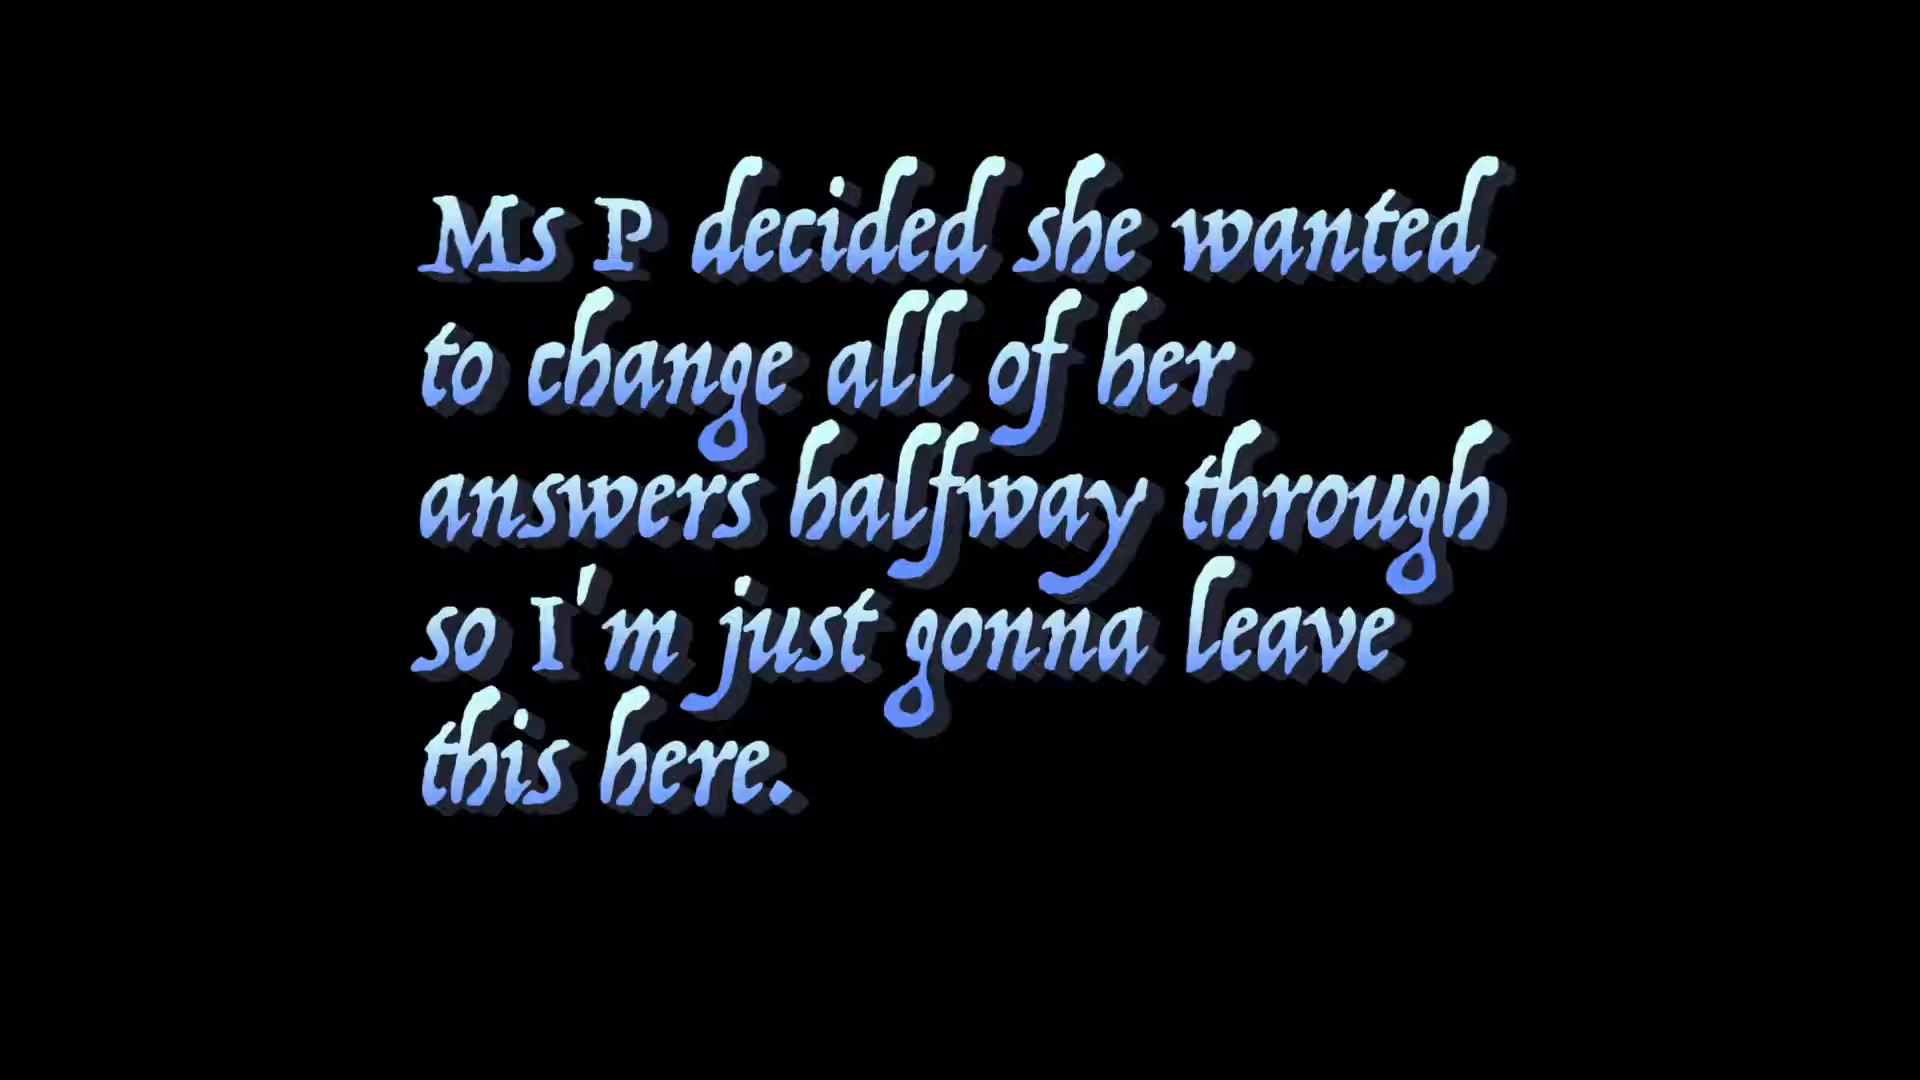 Ms P decided she wanted
to change all of her
answers halfway through
so I'm just gonna leave
this here.